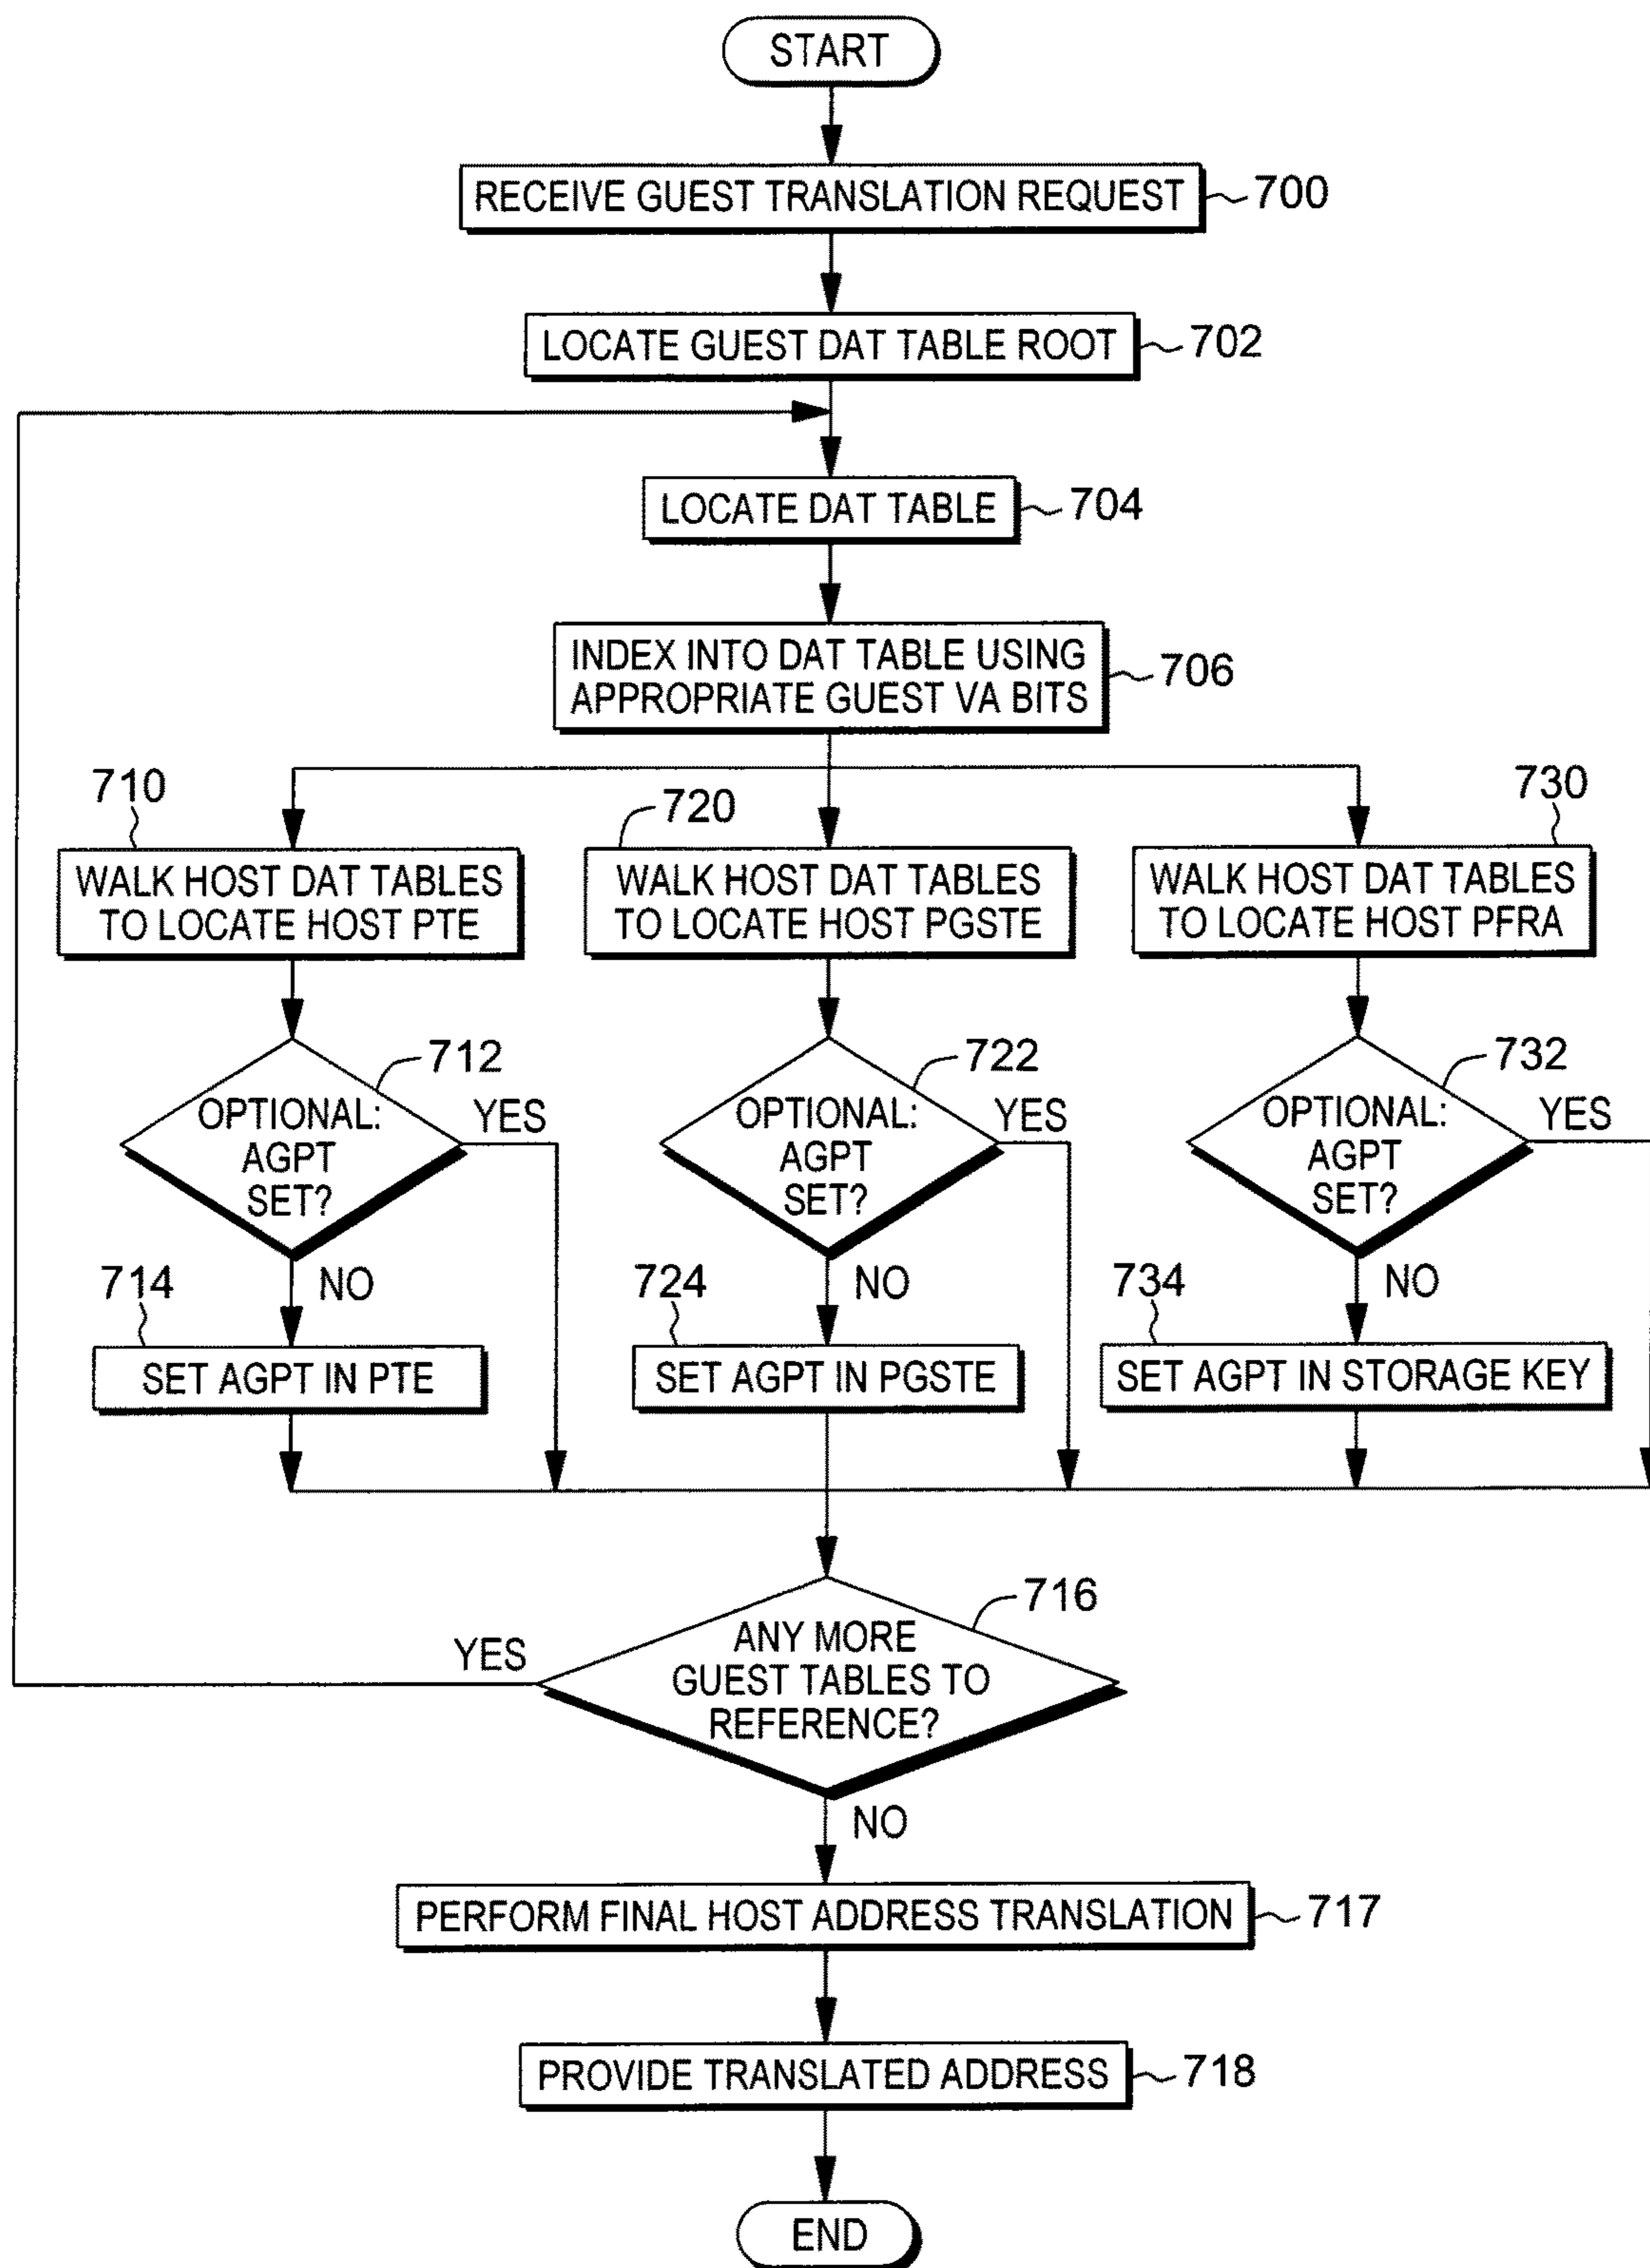 START
RECEIVE GUEST TRANSLATION REQUEST
700
LOCATE GUEST DAT TABLE ROOT
702
LOCATE DAT TABLE
704
INDEX INTO DAT TABLE USING
APPROPRIATE GUEST VA BITS
706
710
WALK HOST DAT TABLES
TO LOCATE HOST PTE
720
WALK HOST DAT TABLES
TO LOCATE HOST PGSTE
730
WALK HOST DAT TABLES
TO LOCATE HOST PFRA
712
OPTIONAL:
AGPT
SET?
YES
NO
722
OPTIONAL:
AGPT
SET?
YES
NO
732
OPTIONAL:
AGPT
SET?
YES
NO
714
SET AGPT IN PTE
724
SET AGPT IN PGSTE
734
SET AGPT IN STORAGE KEY
716
ANY MORE
GUEST TABLES TO
REFERENCE?
YES
NO
PERFORM FINAL HOST ADDRESS TRANSLATION
717
PROVIDE TRANSLATED ADDRESS
718
END